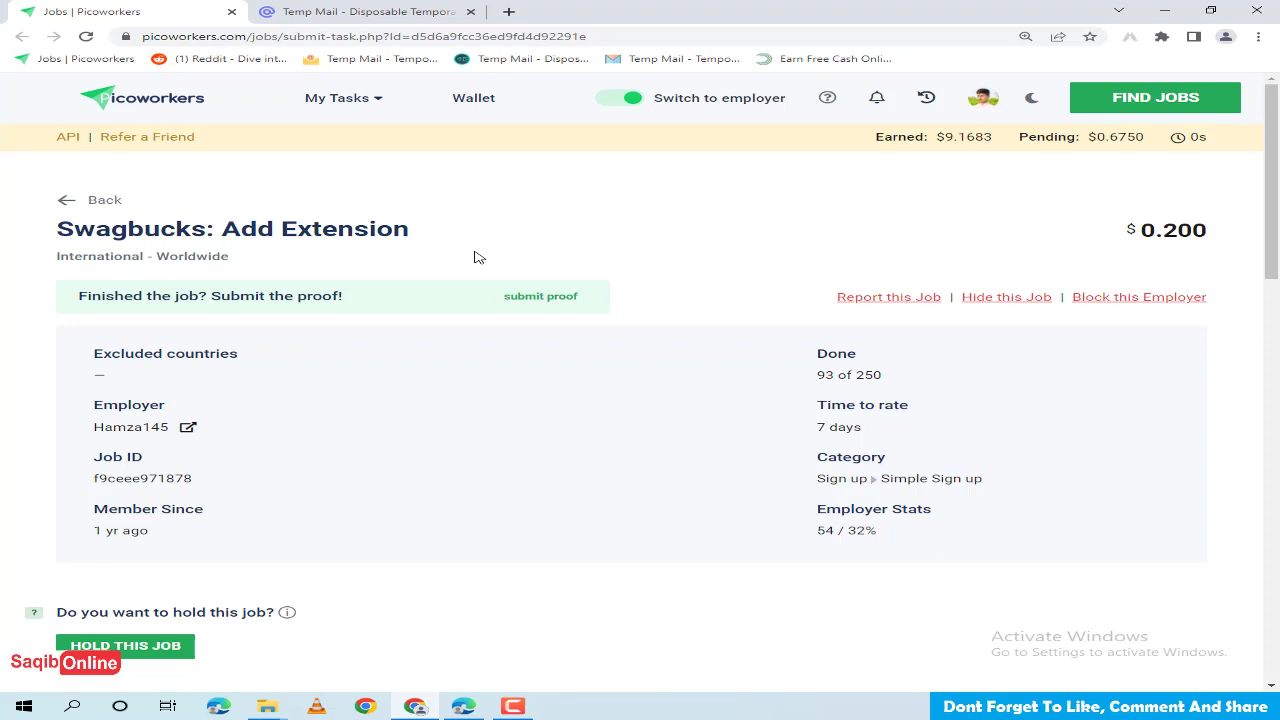 Jobs | Picoworkers
Temp Mail - Disposable Tempora
picoworkers.com/jobs/submit-task.php?Id=d5d6a9fcc36ed9fd4d92291e
Jobs | Picoworkers
(1) Reddit - Dive int...
Temp Mail - Tempo...
Temp Mail - Dispos...
Temp Mail - Tempo...
Earn Free Cash Onli...
Picoworkers
My Tasks
Wallet
Switch to employer
FIND JOBS
API | Refer a Friend
Earned: $9.1683 Pending: $0.6750 0s
Back
Swagbucks: Add Extension
$ 0.200
International - Worldwide
Finished the job? Submit the proof! submit proof
Report this Job | Hide this Job | Block this Employer
Excluded countries
—
Employer
Hamza145
Job ID
f9ceee971878
Member Since
1 yr ago
Done
93 of 250
Time to rate
7 days
Category
Sign up ▸ Simple Sign up
Employer Stats
54 / 32%
? Do you want to hold this job?
HOLD THIS JOB
Saqib Online
Activate Windows
Go to Settings to activate Windows.
Dont Forget To Like, Comment And Share